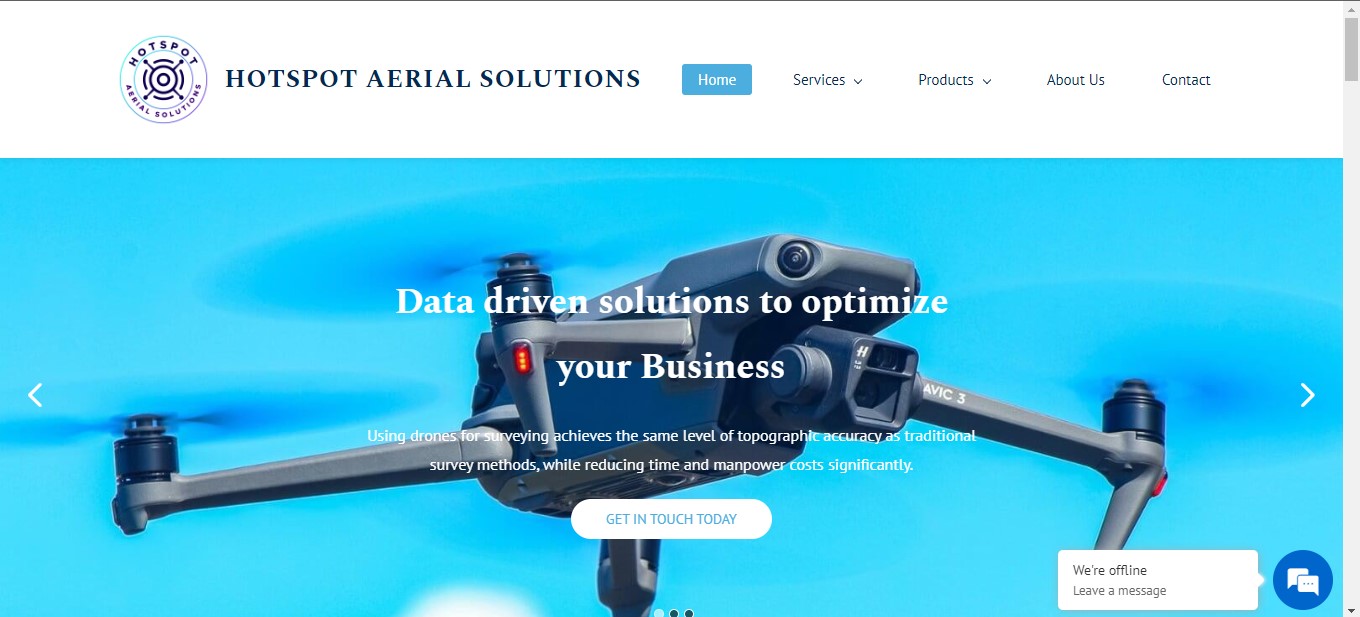 HOTSPOT
AERIAL SOLUTIONS
HOTSPOT AERIAL SOLUTIONS
Home
Services
Products
About Us
Contact
Data driven solutions to optimize
your Business
AVIC 3
Using drones for surveying achieves the same level of topographic accuracy as traditional
survey methods, while reducing time and manpower costs significantly.
GET IN TOUCH TODAY
We're offline
Leave a message